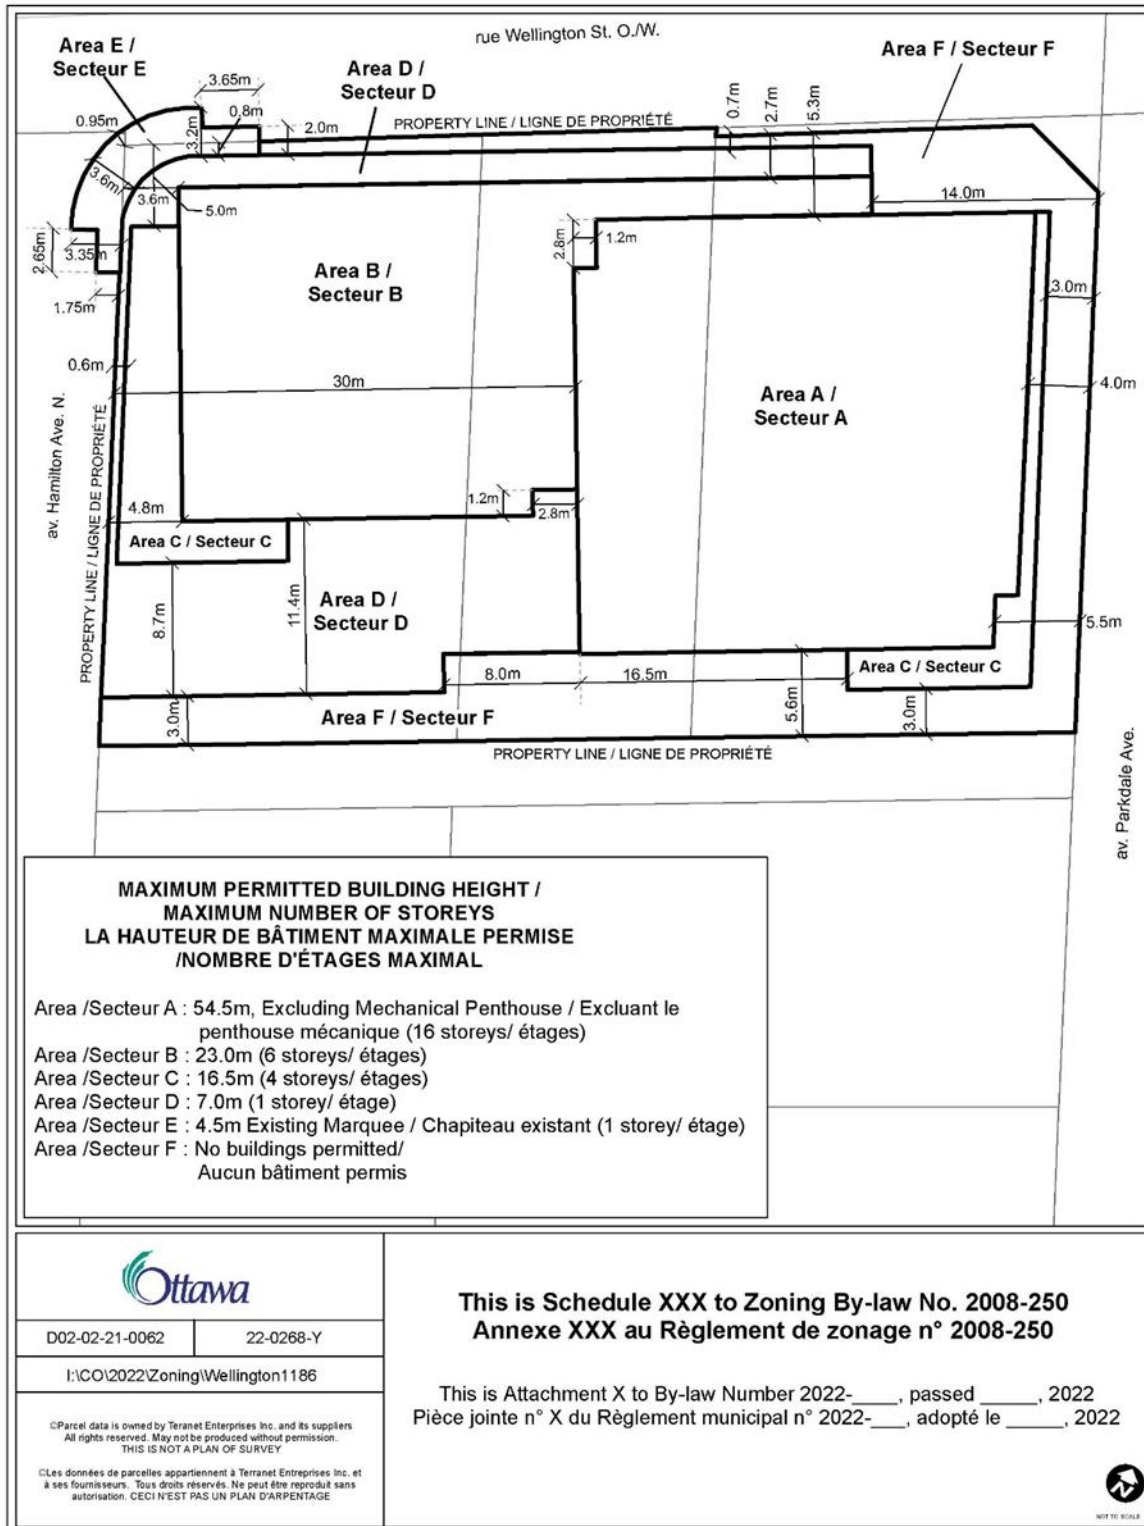 rue Wellington St. O./W.
Area E /
Secteur E
Area D /
Secteur D
Area F / Secteur F
3.65m
0.8m
0.95m
3.2m
2.0m
PROPERTY LINE / LIGNE DE PROPRIÉTÉ
0.7m
2.7m
5.3m
3.6m
3.6m
5.0m
14.0m
2.65m
3.35m
2.8m
1.2m
Area B /
Secteur B
1.75m
3.0m
0.6m
30m
4.0m
Area A /
Secteur A
av. Hamilton Ave. N.
PROPERTY LINE / LIGNE DE PROPRIÉTÉ
4.8m
1.2m
2.8m
Area C / Secteur C
8.7m
11.4m
Area D /
Secteur D
5.5m
Area C / Secteur C
8.0m
16.5m
3.0m
Area F / Secteur F
5.6m
3.0m
PROPERTY LINE / LIGNE DE PROPRIÉTÉ
av. Parkdale Ave.
MAXIMUM PERMITTED BUILDING HEIGHT /
MAXIMUM NUMBER OF STOREYS
LA HAUTEUR DE BÂTIMENT MAXIMALE PERMISE
/NOMBRE D'ÉTAGES MAXIMAL
Area /Secteur A : 54.5m, Excluding Mechanical Penthouse / Excluant le
penthouse mécanique (16 storeys/ étages)
Area /Secteur B : 23.0m (6 storeys/ étages)
Area /Secteur C : 16.5m (4 storeys/ étages)
Area /Secteur D : 7.0m (1 storey/ étage)
Area /Secteur E : 4.5m Existing Marquee / Chapiteau existant (1 storey/ étage)
Area /Secteur F : No buildings permitted/
Aucun bâtiment permis
Ottawa
D02-02-21-0062
22-0268-Y
I:\CO\2022\Zoning\Wellington1186
©Parcel data is owned by Teranet Enterprises Inc. and its suppliers
All rights reserved. May not be produced without permission.
THIS IS NOT A PLAN OF SURVEY
©Les données de parcelles appartiennent à Terranet Entreprises Inc. et
à ses fournisseurs. Tous droits réservés. Ne peut être reproduit sans
autorisation. CECI N'EST PAS UN PLAN D'ARPENTAGE
This is Schedule XXX to Zoning By-law No. 2008-250
Annexe XXX au Règlement de zonage n° 2008-250
This is Attachment X to By-law Number 2022-____, passed _____, 2022
Pièce jointe n° X du Règlement municipal n° 2022-___, adopté le _____, 2022
NOT TO SCALE